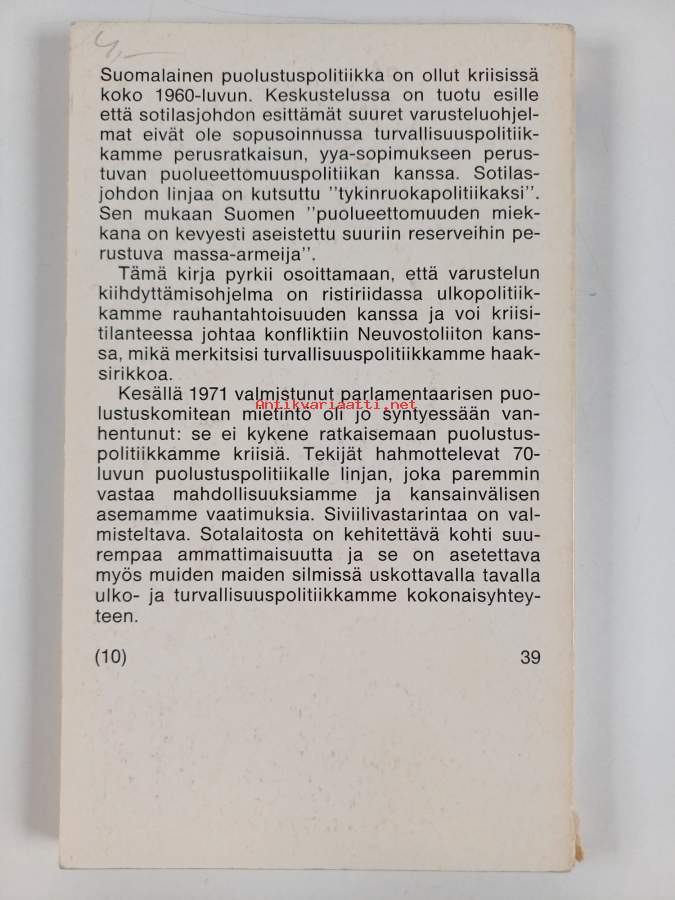 4,—
Suomalainen puolustuspolitiikka on ollut kriisissä
koko 1960-luvun. Keskustelussa on tuotu esille
että sotilasjohdon esittämät suuret varusteluohjel-
mat eivät ole sopusoinnussa turvallisuuspolitiik-
kamme perusratkaisun, yya-sopimukseen perus-
tuvan puolueettomuuspolitiikan kanssa. Sotilas-
johdon linjaa on kutsuttu "tykinruokapolitiikaksi".
Sen mukaan Suomen "puolueettomuuden miek-
kana on kevyesti aseistettu suuriin reserveihin pe-
rustuva massa-armeija".
Tämä kirja pyrkii osoittamaan, että varustelun
kiihdyttämisohjelma on ristiriidassa ulkopolitiik-
kamme rauhantahtoisuuden kanssa ja voi kriisi-
tilanteessa johtaa konfliktiin Neuvostoliiton kans-
sa, mikä merkitsisi turvallisuuspolitiikkamme haak-
sirikkoa.
Kesällä 1971 valmistunut parlamentaarisen puo-
Antikvariaatti.net
lustuskomitean mietintö oli jo syntyessään van-
hentunut: se ei kykene ratkaisemaan puolustus-
politiikkamme kriisiä. Tekijät hahmottelevat 70-
luvun puolustuspolitiikalle linjan, joka paremmin
vastaa mahdollisuuksiamme ja kansainvälisen
asemamme vaatimuksia. Siviilivastarintaa on val-
misteltava. Sotalaitosta on kehitettävä kohti suu-
rempaa ammattimaisuutta ja se on asetettava
myös muiden maiden silmissä uskottavalla tavalla
ulko- ja turvallisuuspolitiikkamme kokonaisyhtey-
teen.
(10) 39